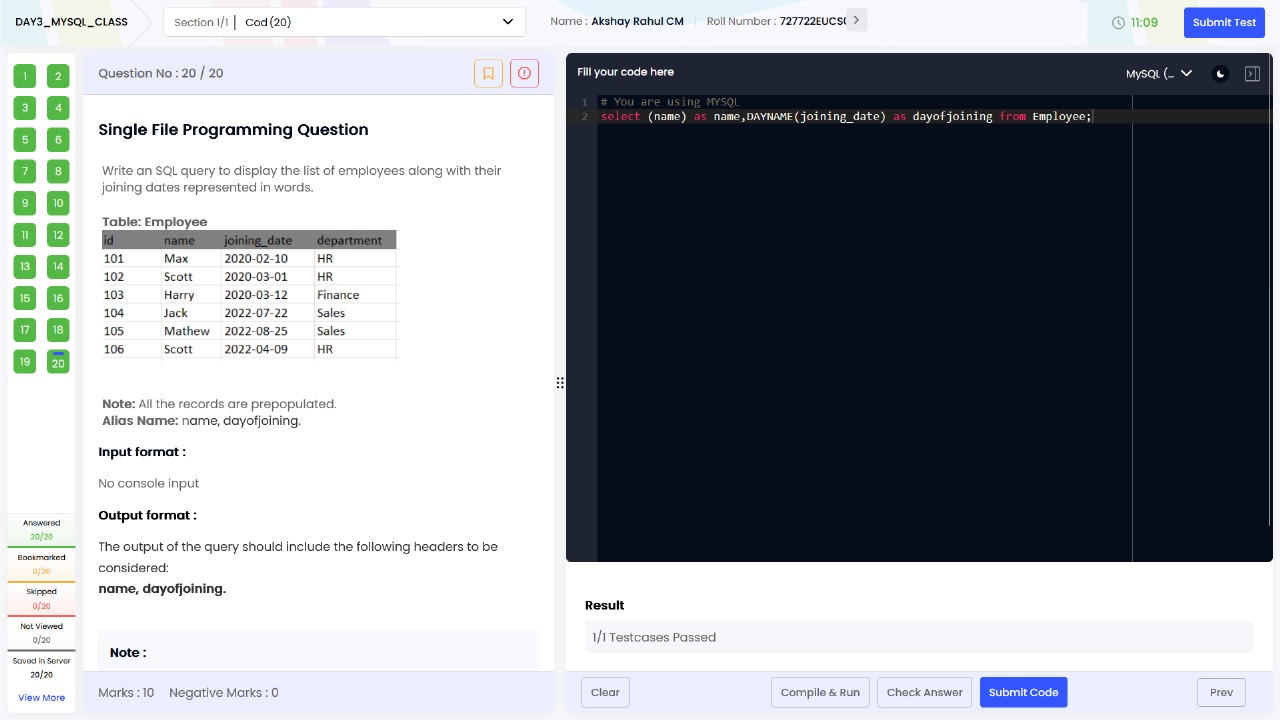 DAY3_MYSQL_CLASS
Section 1/1 | Cod (20)
Name : Akshay Rahul CM
Roll Number : 727722EUCS
11:09
Submit Test
1 2
3 4
5 6
7 8
9 10
11 12
13 14
15 16
17 18
19 20
Answered
20/20
Bookmarked
0/20
Skipped
0/20
Not Viewed
0/20
Saved in Server
20/20
View More
Question No : 20 / 20
Single File Programming Question
Write an SQL query to display the list of employees along with their
joining dates represented in words.
Table: Employee
id name joining_date department
101 Max 2020-02-10 HR
102 Scott 2020-03-01 HR
103 Harry 2020-03-12 Finance
104 Jack 2022-07-22 Sales
105 Mathew 2022-08-25 Sales
106 Scott 2022-04-09 HR
Note: All the records are prepopulated.
Alias Name: name, dayofjoining.
Input format :
No console input
Output format :
The output of the query should include the following headers to be
considered:
name, dayofjoining.
Note :
Marks : 10 Negative Marks : 0
Fill your code here
MySQL (...
1 # You are using MYSQL
2 select (name) as name,DAYNAME(joining_date) as dayofjoining from Employee;
Result
1/1 Testcases Passed
Clear
Compile & Run
Check Answer
Submit Code
Prev